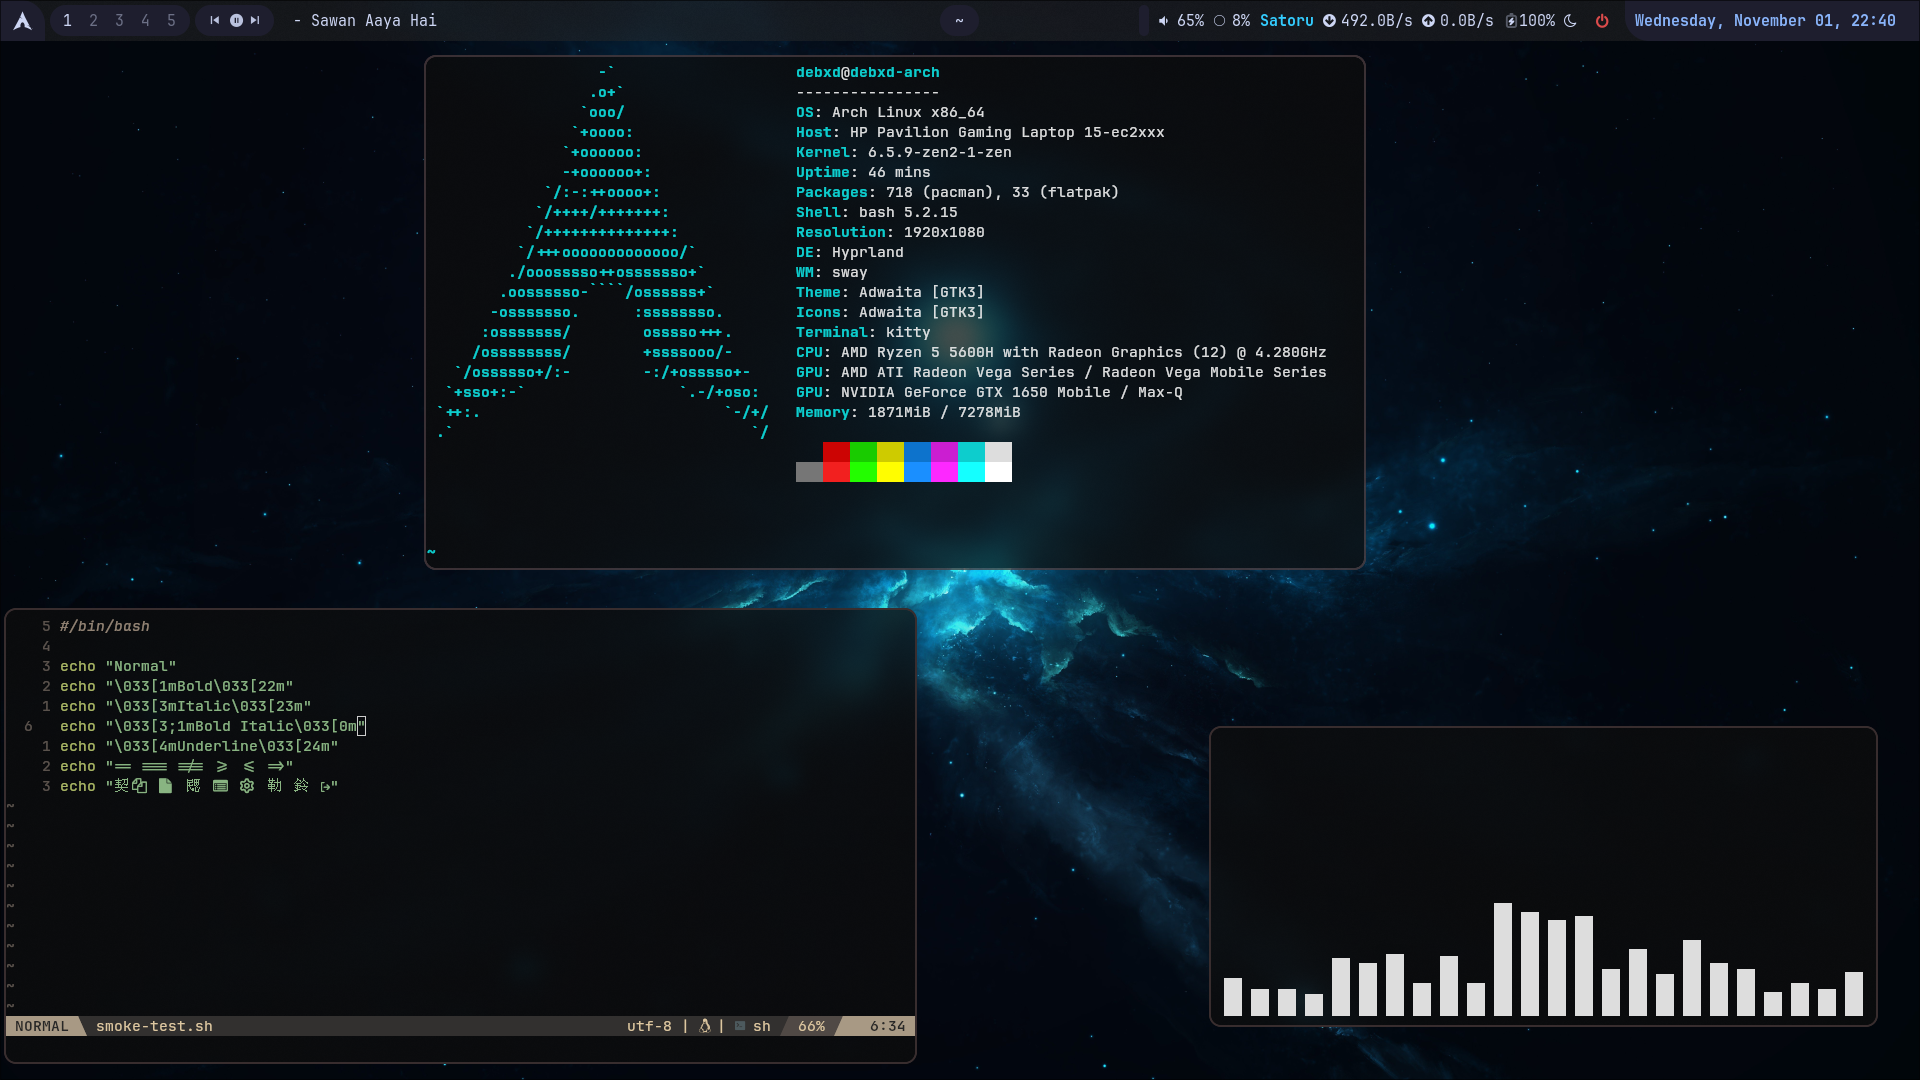 1 2 3 4 5
- Sawan Aaya Hai
~
65% 8% Satoru 492.0B/s 0.0B/s 100%
Wednesday, November 01, 22:40
-`
.o+`
`ooo/
`+oooo:
`+oooooo:
-+oooooo+:
`/:-:++oooo+:
`/++++/+++++++:
`/++++++++++++++:
`/+++ooooooooooooo/`
./ooosssso++osssssso+`
.oossssso-````/ossssss+`
-osssssso. :ssssssso.
:osssssss/ osssso+++.
/ossssssss/ +ssssooo/-
`/ossssso+/:- -:/+osssso+-
`+sso+:-` `.-/+oso:
`++:. `-/+/
.` `/
debxd@debxd-arch
----------------
OS: Arch Linux x86_64
Host: HP Pavilion Gaming Laptop 15-ec2xxx
Kernel: 6.5.9-zen2-1-zen
Uptime: 46 mins
Packages: 718 (pacman), 33 (flatpak)
Shell: bash 5.2.15
Resolution: 1920x1080
DE: Hyprland
WM: sway
Theme: Adwaita [GTK3]
Icons: Adwaita [GTK3]
Terminal: kitty
CPU: AMD Ryzen 5 5600H with Radeon Graphics (12) @ 4.280GHz
GPU: AMD ATI Radeon Vega Series / Radeon Vega Mobile Series
GPU: NVIDIA GeForce GTX 1650 Mobile / Max-Q
Memory: 1871MiB / 7278MiB
~
5 #/bin/bash
4
3 echo "Normal"
2 echo "\033[1mBold\033[22m"
1 echo "\033[3mItalic\033[23m"
6 echo "\033[3;1mBold Italic\033[0m"
1 echo "\033[4mUnderline\033[24m"
2 echo "== === !== >= <= =>"
3 echo "契 勒 鈴"
~
~
~
~
~
~
~
~
~
~
~
NORMAL smoke-test.sh utf-8 | | sh 66% 6:34